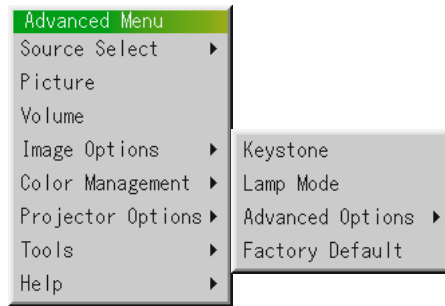 Advanced Menu
Source Select
Picture
Volume
Image Options
Color Management
Projector Options
Tools
Help
Keystone
Lamp Mode
Advanced Options
Factory Default